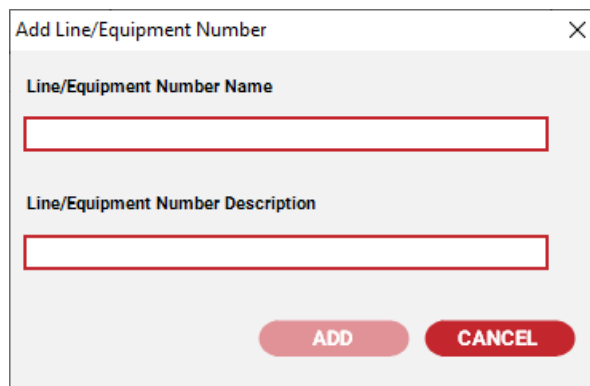 Add Line/Equipment Number
Line/Equipment Number Name
Line/Equipment Number Description
ADD CANCEL